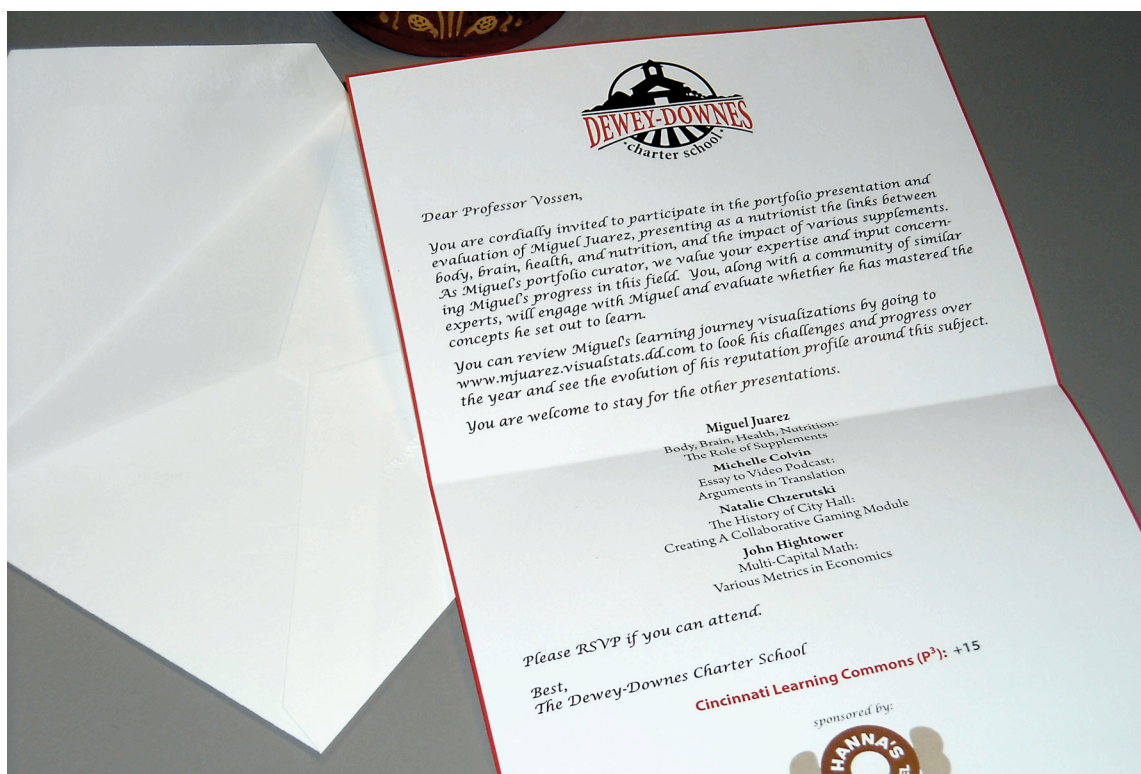 DEWEY-DOWNES
charter school
Dear Professor Vossen,
You are cordially invited to participate in the portfolio presentation and
evaluation of Miguel Juarez, presenting as a nutrionist the links between
body, brain, health, and nutrition, and the impact of various supplements.
As Miguel's portfolio curator, we value your expertise and input concern-
ing Miguel's progress in this field. You, along with a community of similar
experts, will engage with Miguel and evaluate whether he has mastered the
concepts he set out to learn.
You can review Miguel's learning journey visualizations by going to
www.mjuarez.visualstats.dd.com to look his challenges and progress over
the year and see the evolution of his reputation profile around this subject.
You are welcome to stay for the other presentations.
Miguel Juarez
Body, Brain, Health, Nutrition:
The Role of Supplements
Michelle Colvin
Essay to Video Podcast:
Arguments in Translation
Natalie Chzerutski
The History of City Hall:
Creating A Collaborative Gaming Module
John Hightower
Multi-Capital Math:
Various Metrics in Economics
Please RSVP if you can attend.
Best,
The Dewey-Downes Charter School
Cincinnati Learning Commons (P³): +15
sponsored by:
HANNA'S